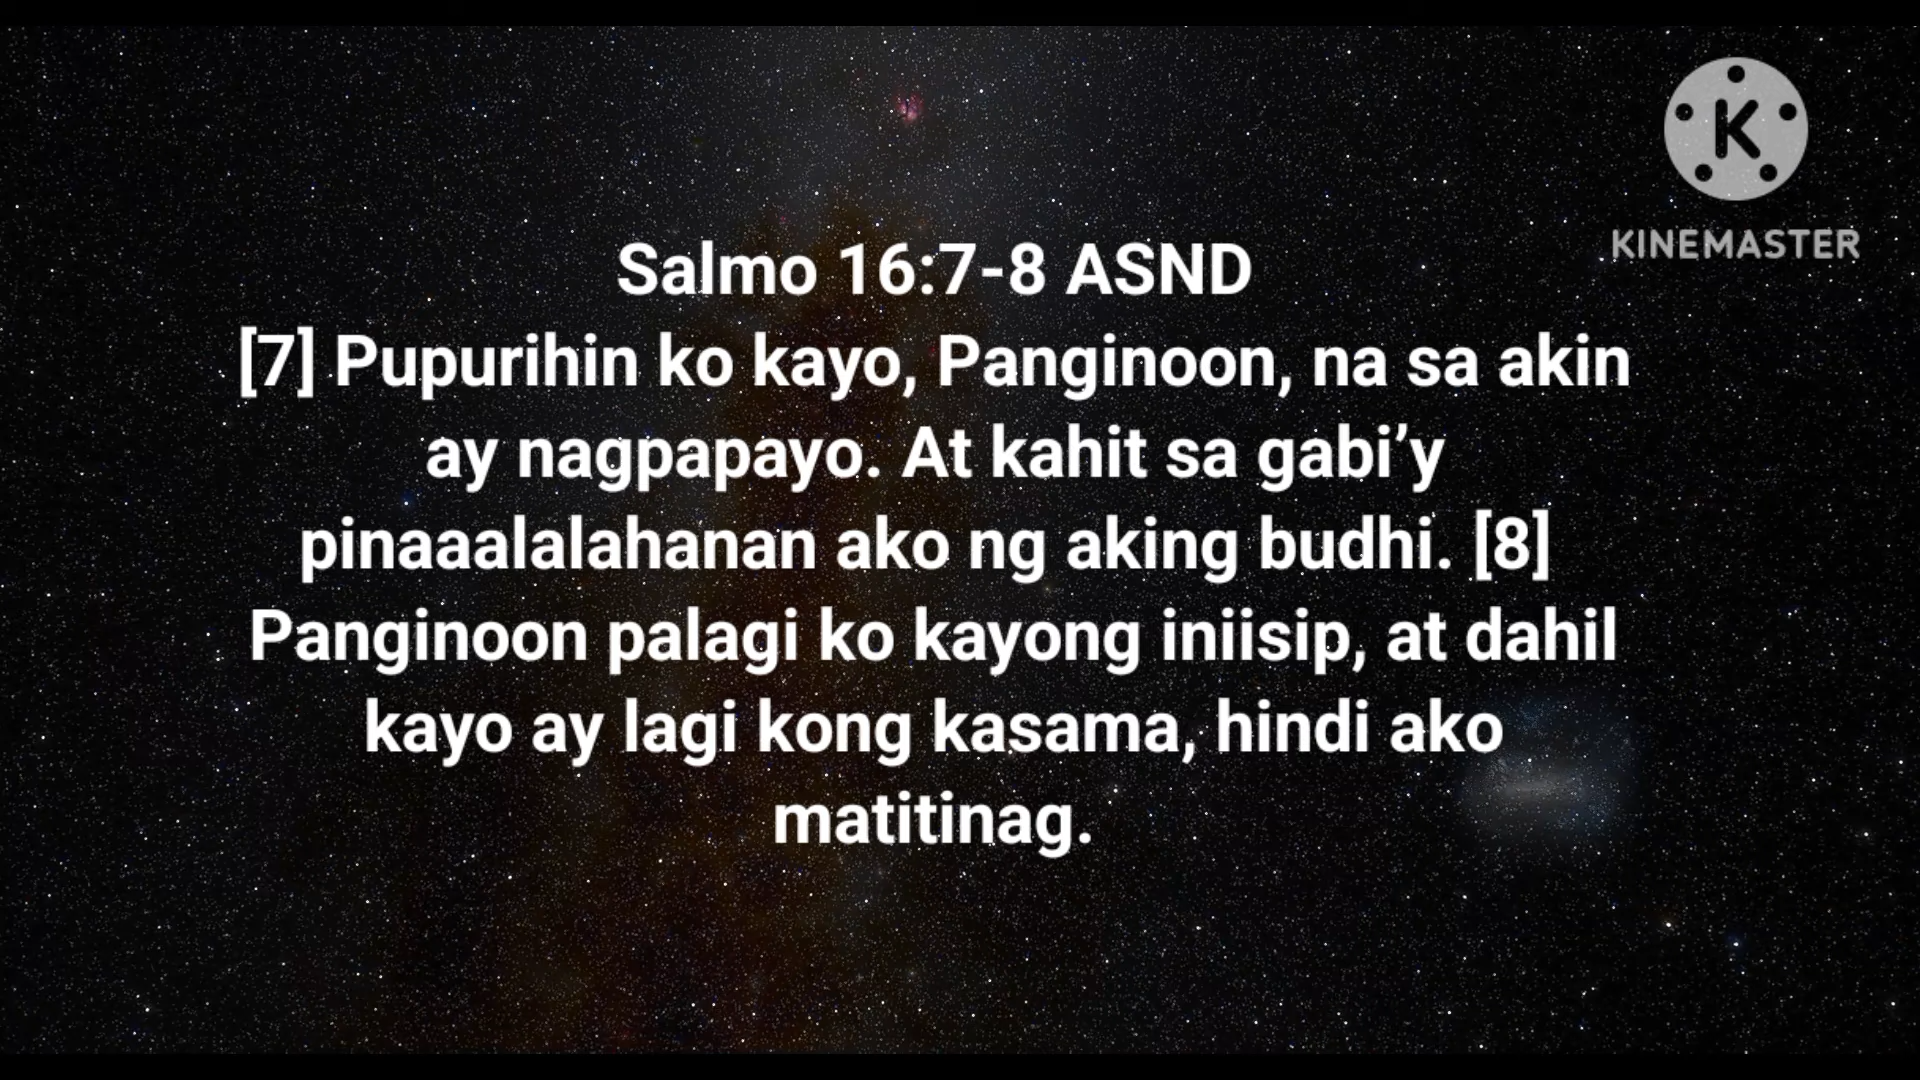 KINEMASTER
Salmo 16:7-8 ASND
[7] Pupurihin ko kayo, Panginoon, na sa akin
ay nagpapayo. At kahit sa gabi’y
pinaaalalahanan ako ng aking budhi. [8]
Panginoon palagi ko kayong iniisip, at dahil
kayo ay lagi kong kasama, hindi ako
matitinag.